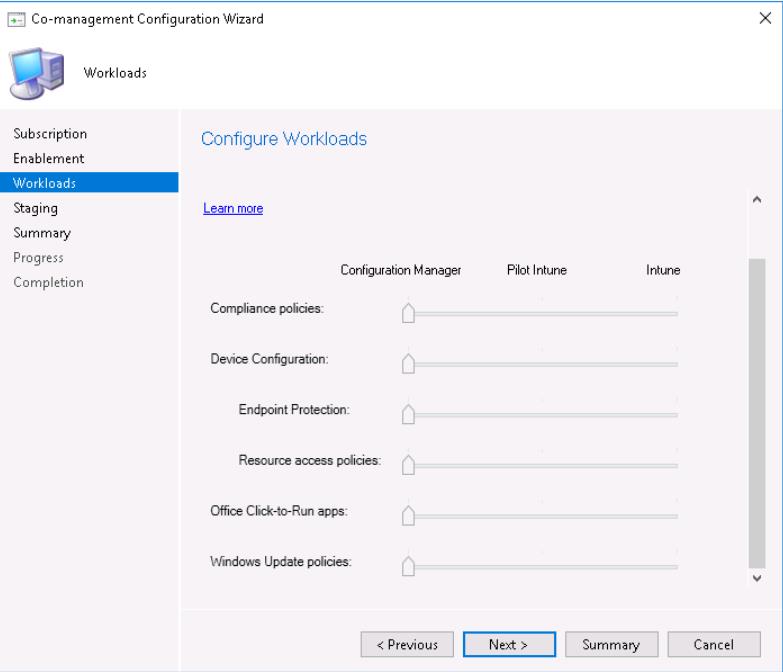 Co-management Configuration Wizard
Workloads
Subscription
Enablement
Workloads
Staging
Summary
Progress
Completion
Configure Workloads
Learn more
Configuration Manager Pilot Intune Intune
Compliance policies:
Device Configuration:
Endpoint Protection:
Resource access policies:
Office Click-to-Run apps:
Windows Update policies:
< Previous Next > Summary Cancel